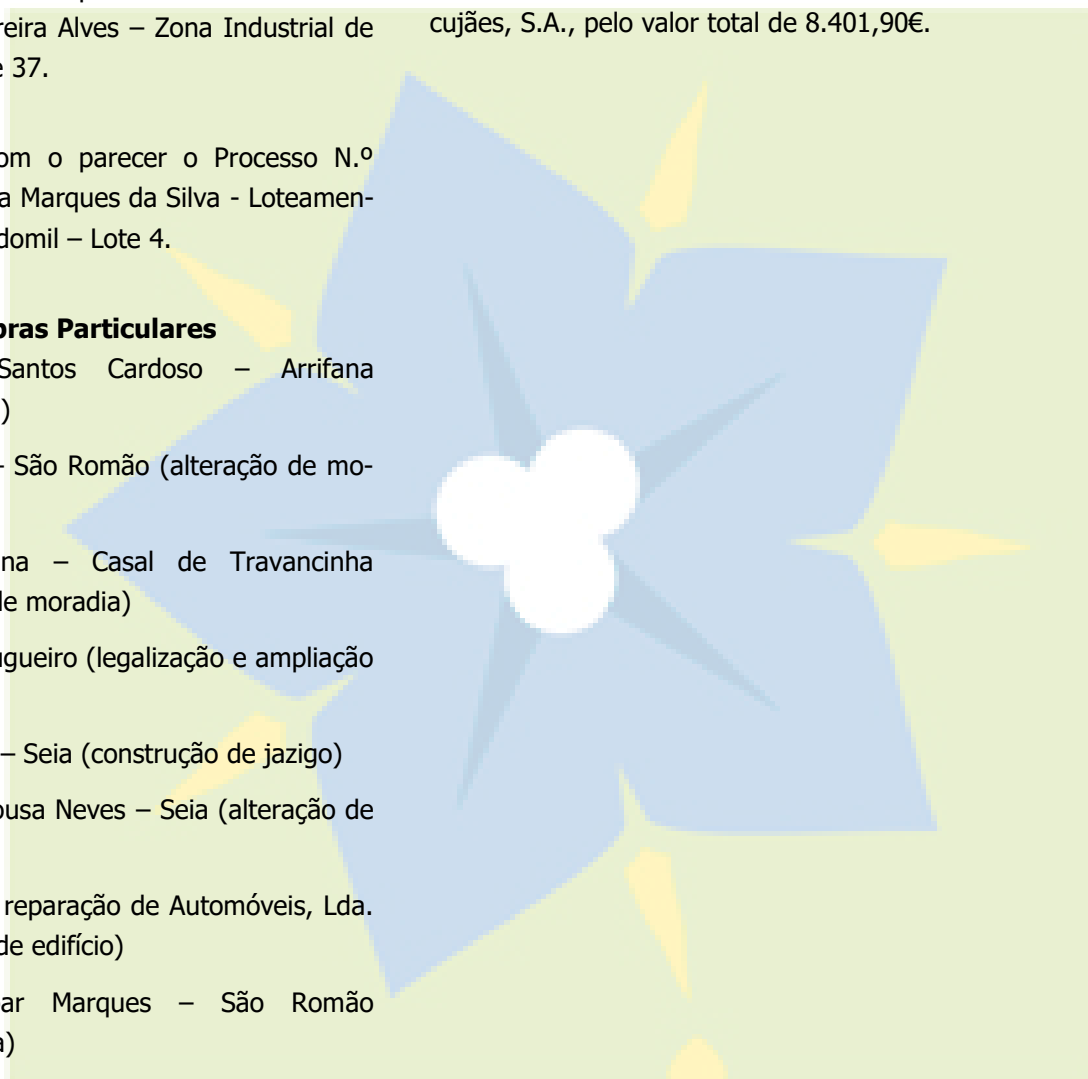 reira Alves – Zona Industrial de
e 37.
om o parecer o Processo N.º
a Marques da Silva - Loteamen-
domil – Lote 4.
bras Particulares
Santos Cardoso – Arrifana
)
– São Romão (alteração de mo-
na – Casal de Travancinha
de moradia)
gueiro (legalização e ampliação
– Seia (construção de jazigo)
ousa Neves – Seia (alteração de
reparação de Automóveis, Lda.
de edifício)
ar Marques – São Romão
a)
cujães, S.A., pelo valor total de 8.401,90€.